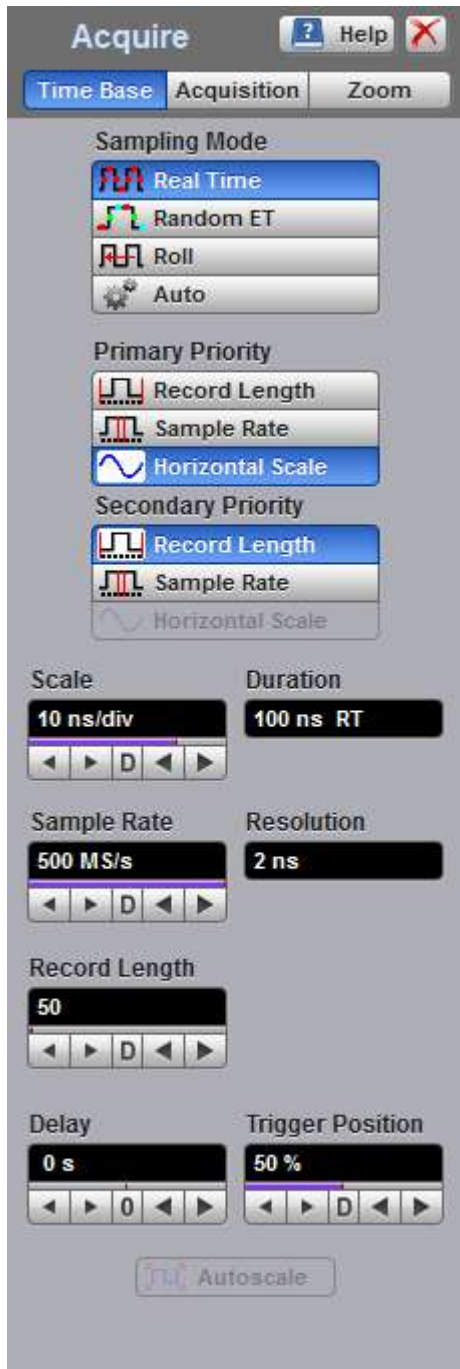 Acquire ? Help
Time Base Acquisition Zoom
Sampling Mode
Real Time
Random ET
Roll
Auto
Primary Priority
Record Length
Sample Rate
Horizontal Scale
Secondary Priority
Record Length
Sample Rate
Horizontal Scale
Scale Duration
10 ns/div 100 ns RT
D
Sample Rate Resolution
500 MS/s 2 ns
D
Record Length
50
D
Delay Trigger Position
0 s 50 %
0 D
Autoscale